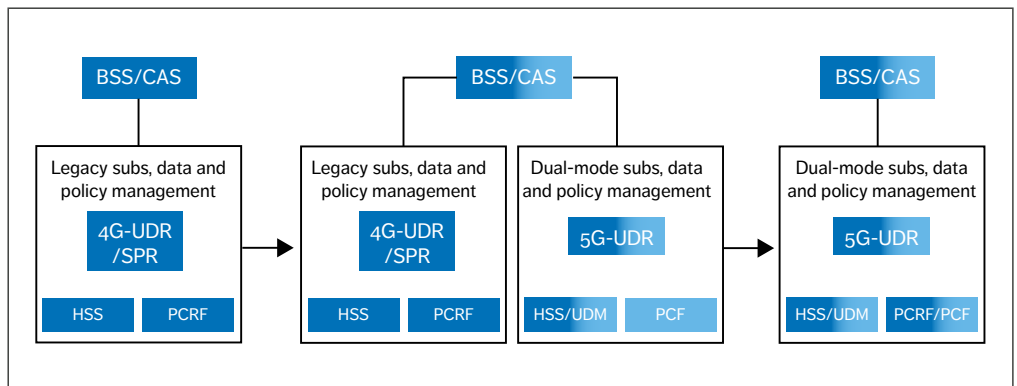 BSS/CAS
Legacy subs, data and
policy management
4G-UDR
/SPR
HSS
PCRF
BSS/CAS
Legacy subs, data and
policy management
4G-UDR
/SPR
HSS
PCRF
Dual-mode subs, data
and policy management
5G-UDR
HSS/UDM
PCF
BSS/CAS
Dual-mode subs, data
and policy management
5G-UDR
HSS/UDM
PCRF/PCF